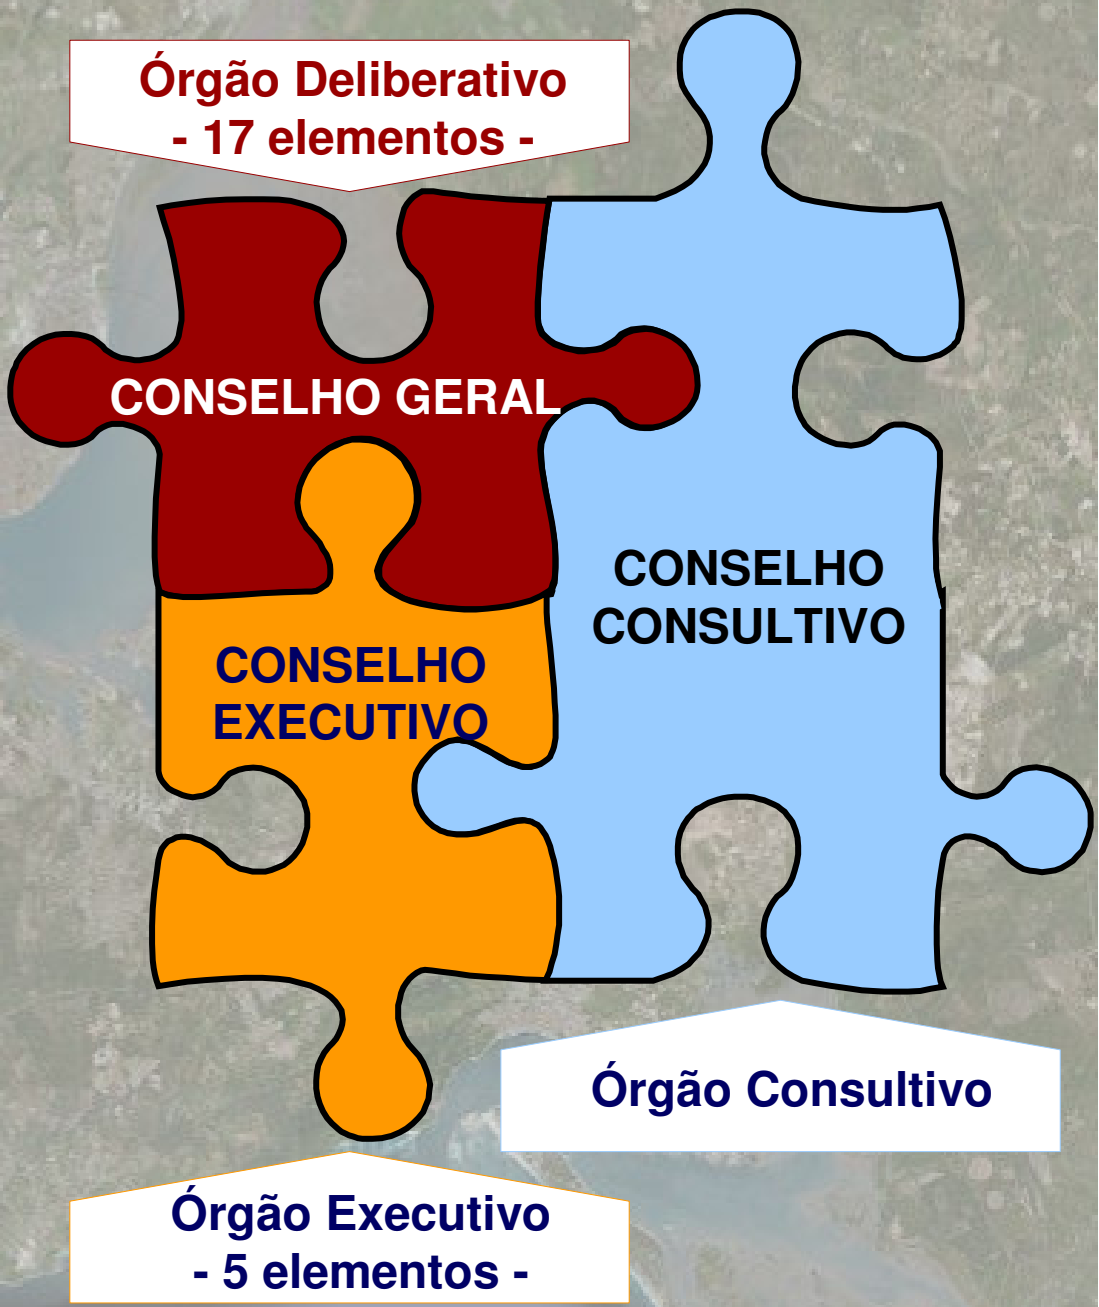 Órgão Deliberativo
- 17 elementos -
CONSELHO GERAL
CONSELHO
CONSULTIVO
CONSELHO
EXECUTIVO
Órgão Consultivo
Órgão Executivo
- 5 elementos -